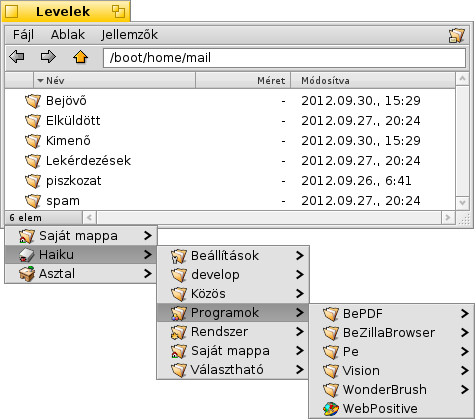 Levelek
Fájl Ablak Jellemzők
/boot/home/mail
Név Méret Módosítva
Bejövő - 2012.09.30., 15:29
Elküldött - 2012.09.27., 20:24
Kimenő - 2012.09.30., 15:29
Lekérdezések - 2012.09.27., 20:24
piszkozat - 2012.09.26., 6:41
spam - 2012.09.27., 20:24
6 elem
Saját mappa
Haiku
Asztal
Beállítások
develop
Közös
Programok
Rendszer
Saját mappa
Választható
BePDF
BeZillaBrowser
Pe
Vision
WonderBrush
WebPositive